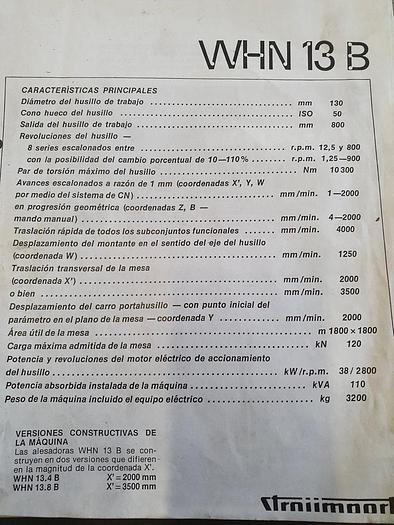 WHN 13 B
CARACTERÍSTICAS PRINCIPALES
Diámetro del husillo de trabajo ........ mm 130
Cono hueco del husillo ........ ISO 50
Salida del husillo de trabajo ........ mm 800
Revoluciones del husillo —
8 series escalonados entre ........ r.p.m. 12,5 y 800
con la posibilidad del cambio porcentual de 10—110% ........ r.p.m. 1,25—900
Par de torsión máximo del husillo ........ Nm 10 300
Avances escalonados a razón de 1 mm (coordenadas X', Y, W
por medio del sistema de CN) ........ mm/min. 1—2000
en progresión geométrica (coordenadas Z, B —
mando manual) ........ mm/min. 4—2000
Traslación rápida de todos los subconjuntos funcionales ........ mm/min. 4000
Desplazamiento del montante en el sentido del eje del husillo
(coordenada W) ........ mm/min. 1250
Traslación transversal de la mesa
(coordenada X') ........ mm/min. 2000
o bien ........ mm/min. 3500
Desplazamiento del carro portahusillo — con punto inicial del
parámetro en el plano de la mesa — coordenada Y ........ mm/min. 2000
Área útil de la mesa ........ m 1800 × 1800
Carga máxima admitida de la mesa ........ kN 120
Potencia y revoluciones del motor eléctrico de accionamiento
del husillo ........ kW/r.p.m. 38 / 2800
Potencia absorbida instalada de la máquina ........ kVA 110
Peso de la máquina incluido el equipo eléctrico ........ kg 3200
VERSIONES CONSTRUCTIVAS DE
LA MÁQUINA
Las alesadoras WHN 13 B se con-
struyen en dos versiones que difieren
en la magnitud de la coordenada X'.
WHN 13.4 B X' = 2000 mm
WHN 13.8 B X' = 3500 mm